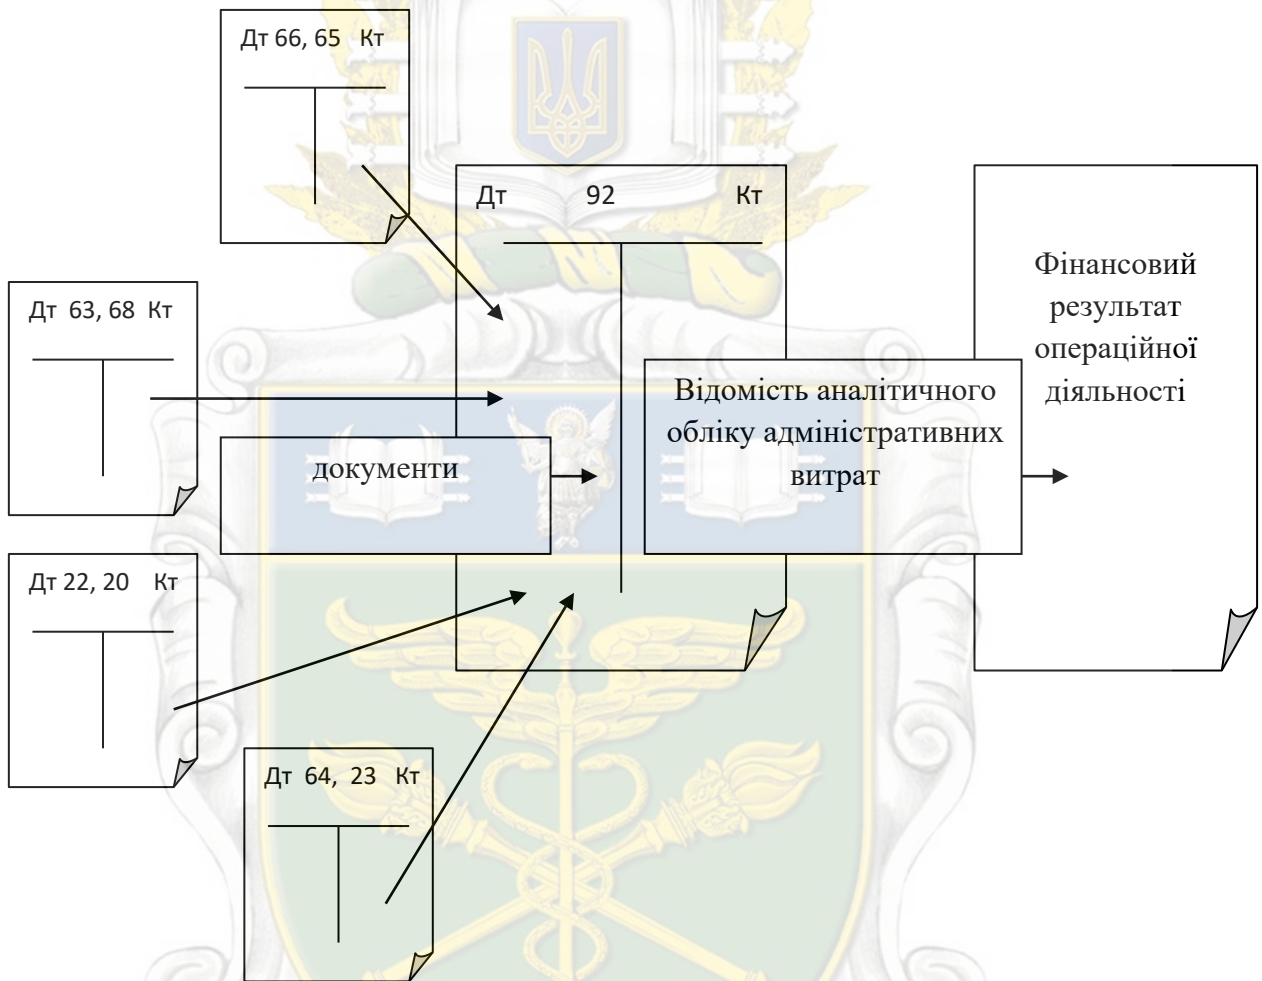 Дт 66, 65 Кт
Дт 92 Кт
Фінансовий
результат
операційної
діяльності
Дт 63, 68 Кт
Відомість аналітичного
обліку адміністративних
витрат
документи
Дт 22, 20 Кт
Дт 64, 23 Кт